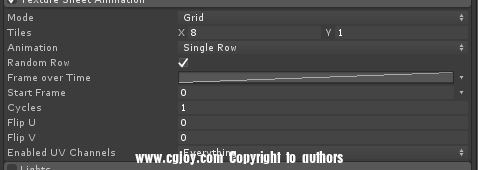 Texture Sheet Animation
Mode Grid
Tiles X 8 Y 1
Animation Single Row
Random Row
Frame over Time
Start Frame 0
Cycles 1
Flip U 0
Flip V 0
Enabled UV Channels Everything
www.cgjoy.com Copyright to authors
Lights